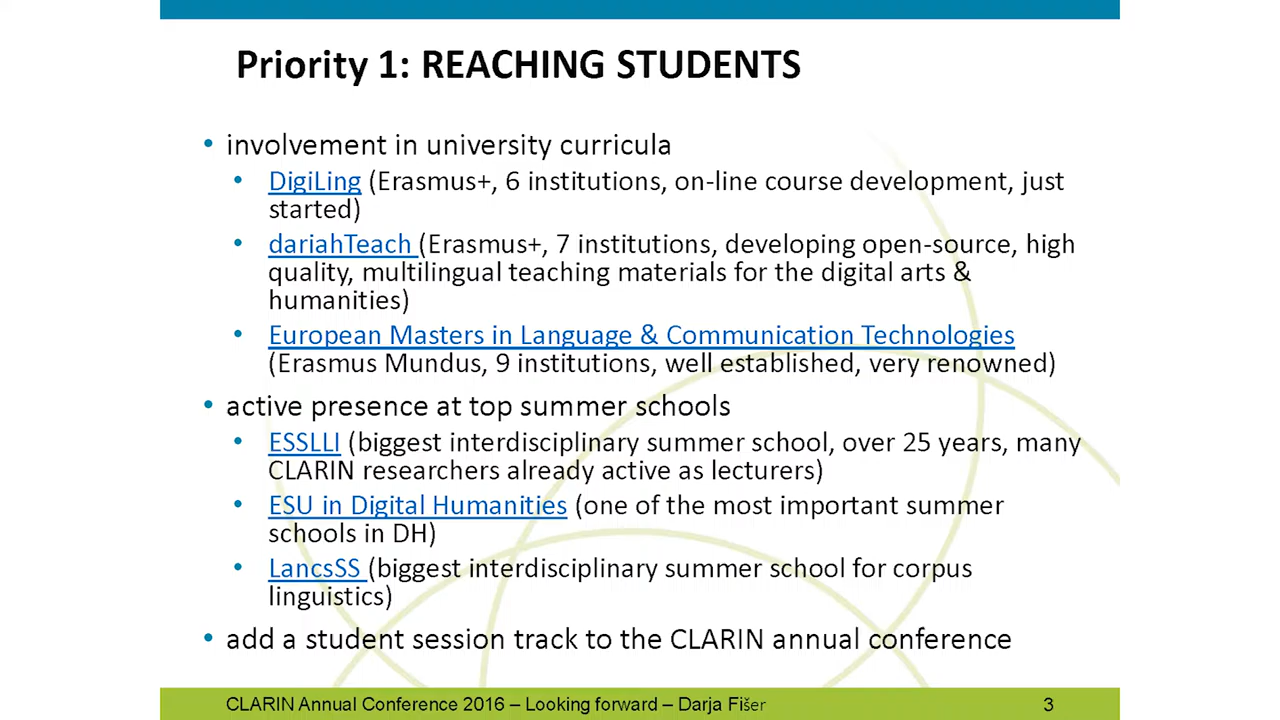 Priority 1: REACHING STUDENTS
• involvement in university curricula
• DigiLing (Erasmus+, 6 institutions, on-line course development, just
started)
• dariahTeach (Erasmus+, 7 institutions, developing open-source, high
quality, multilingual teaching materials for the digital arts &
humanities)
• European Masters in Language & Communication Technologies
(Erasmus Mundus, 9 institutions, well established, very renowned)
• active presence at top summer schools
• ESSLLI (biggest interdisciplinary summer school, over 25 years, many
CLARIN researchers already active as lecturers)
• ESU in Digital Humanities (one of the most important summer
schools in DH)
• LancsSS (biggest interdisciplinary summer school for corpus
linguistics)
• add a student session track to the CLARIN annual conference
CLARIN Annual Conference 2016 – Looking forward – Darja Fišer 3